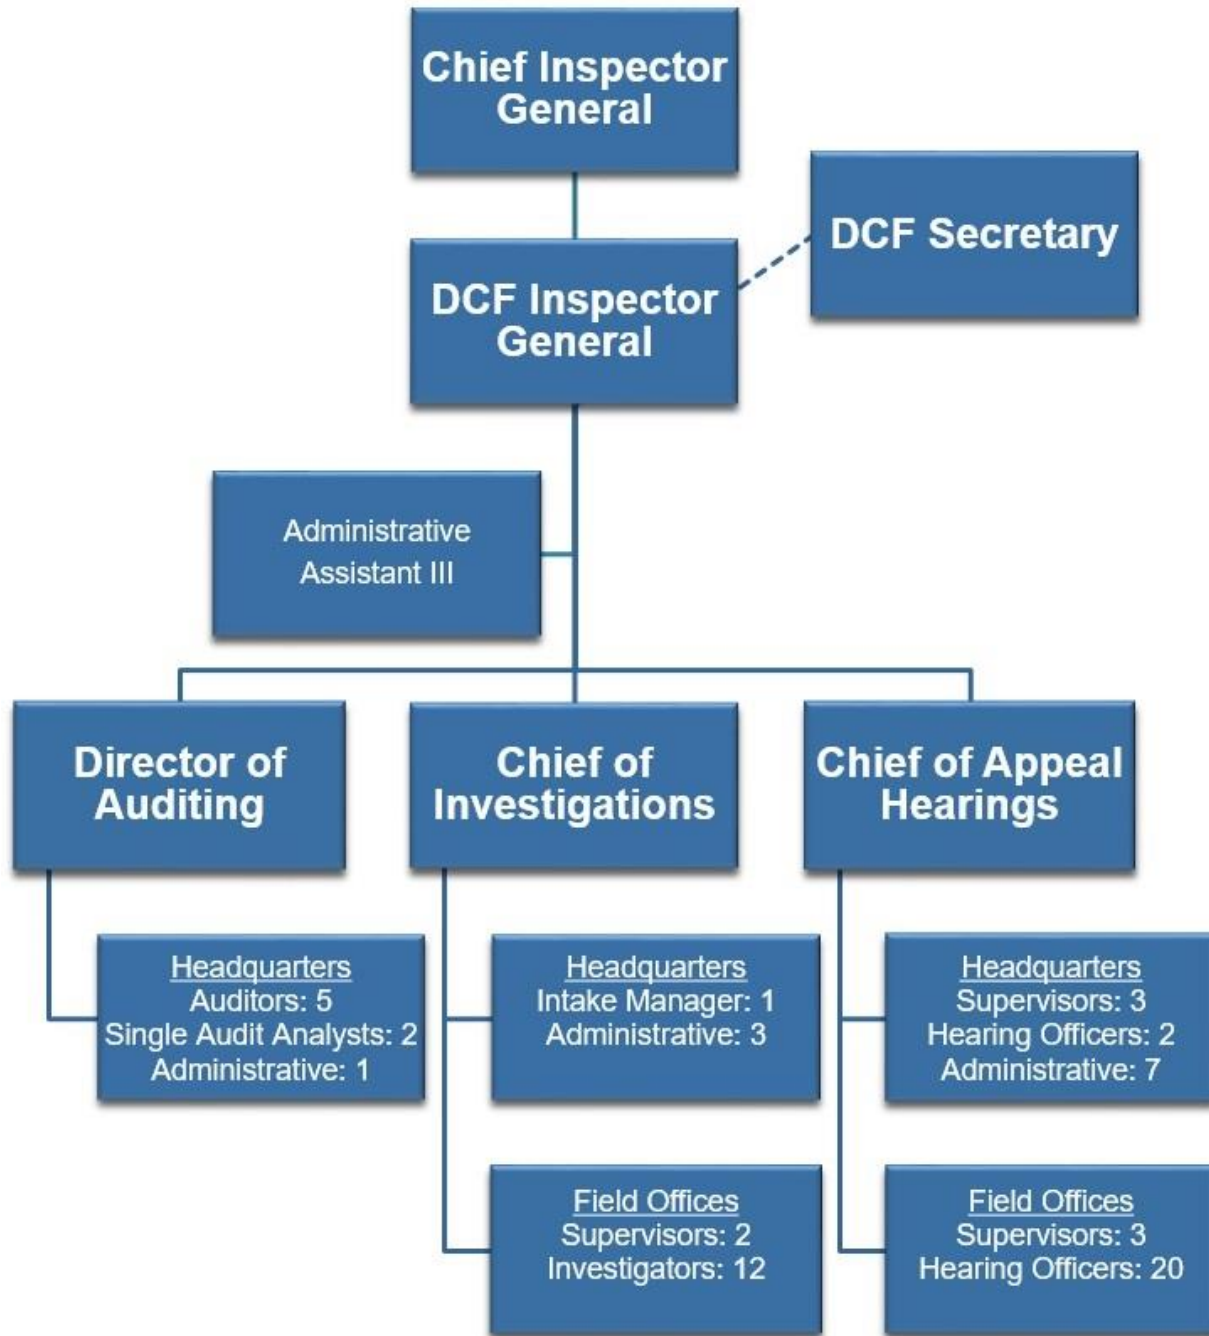 Chief Inspector
General
DCF Secretary
DCF Inspector
General
Administrative
Assistant III
Director of
Auditing
Chief of
Investigations
Chief of Appeal
Hearings
Headquarters
Auditors: 5
Single Audit Analysts: 2
Administrative: 1
Headquarters
Intake Manager: 1
Administrative: 3
Headquarters
Supervisors: 3
Hearing Officers: 2
Administrative: 7
Field Offices
Supervisors: 2
Investigators: 12
Field Offices
Supervisors: 3
Hearing Officers: 20